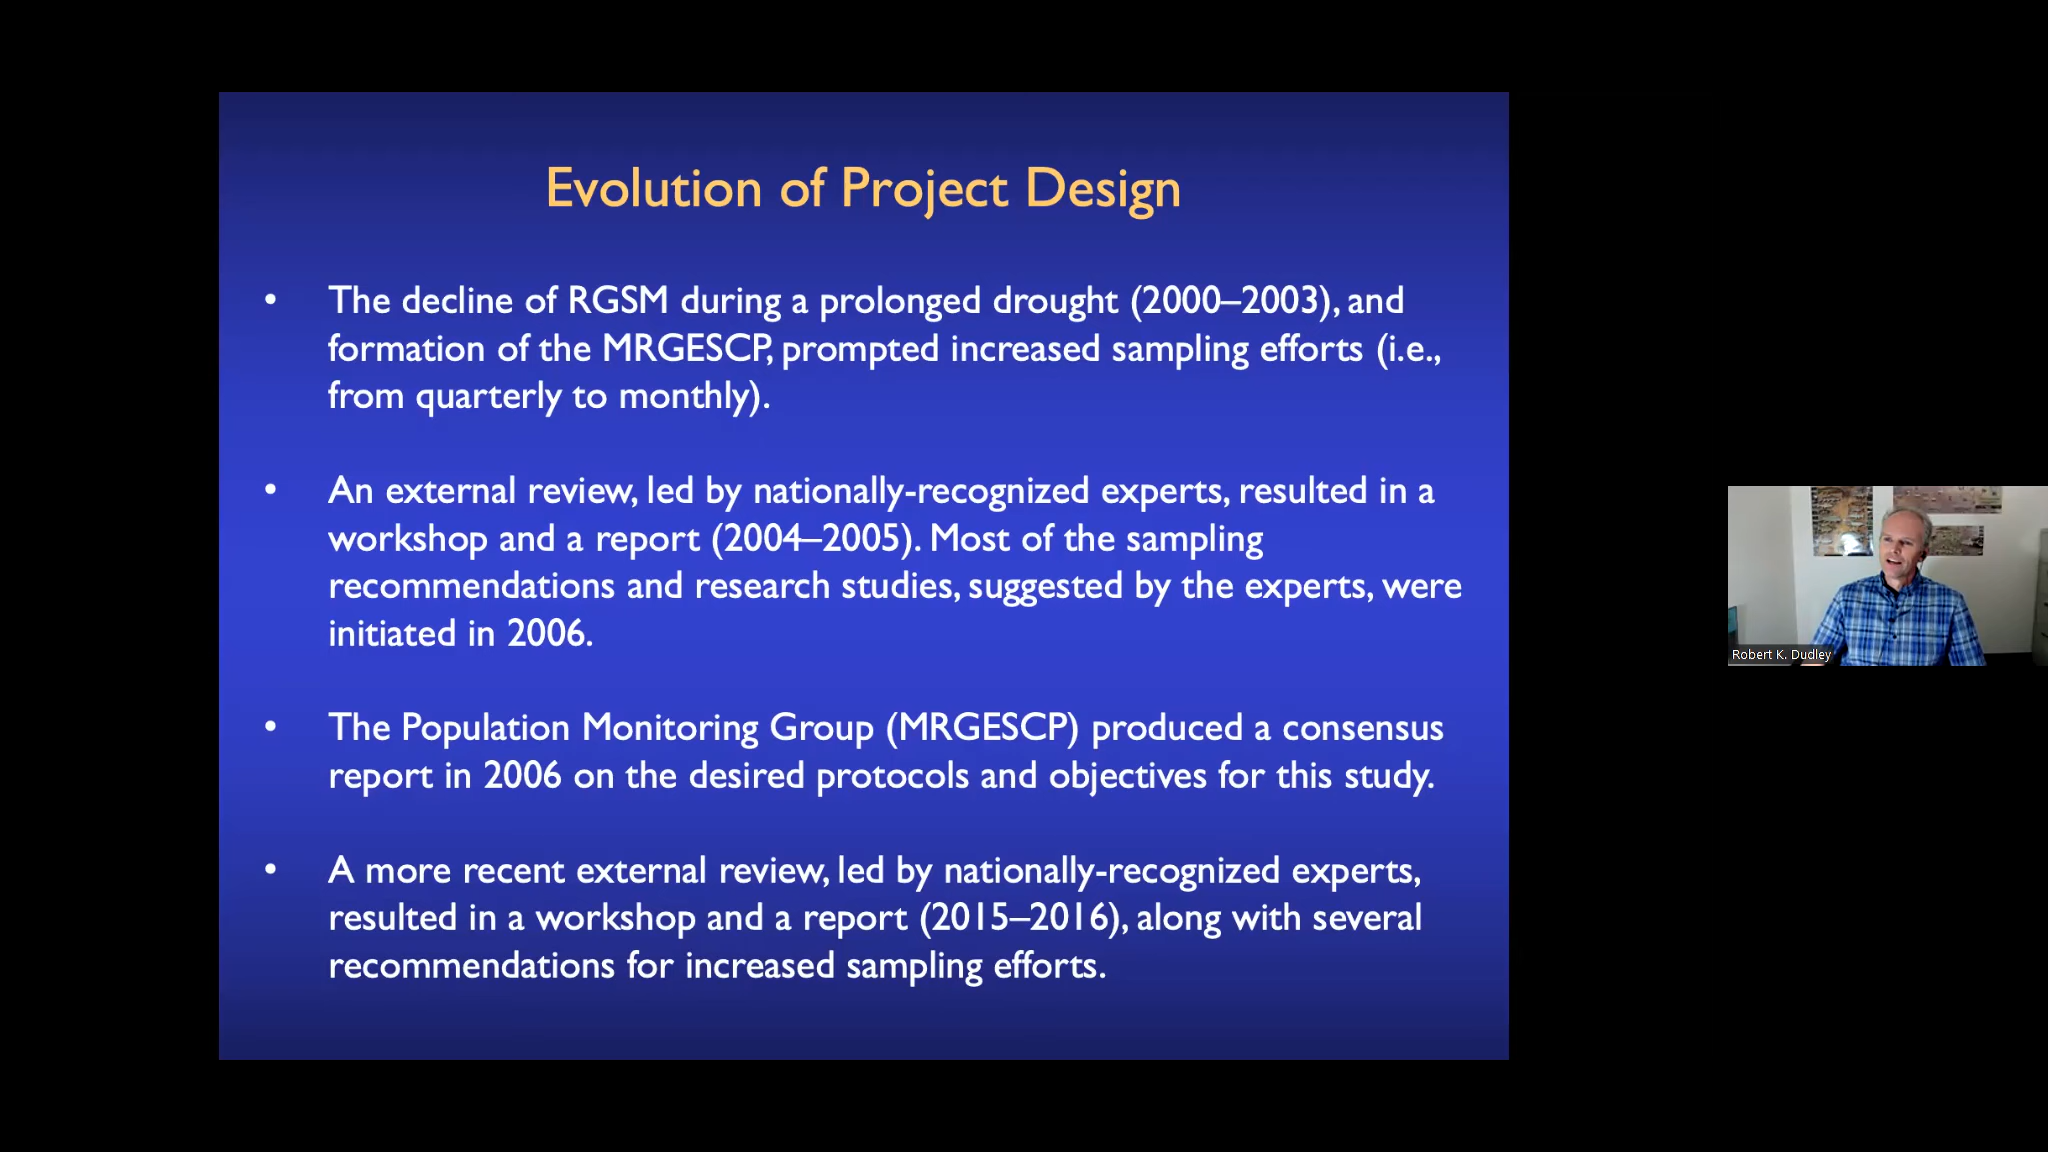 Evolution of Project Design
• The decline of RGSM during a prolonged drought (2000–2003), and
formation of the MRGESCP, prompted increased sampling efforts (i.e.,
from quarterly to monthly).
• An external review, led by nationally-recognized experts, resulted in a
workshop and a report (2004–2005). Most of the sampling
recommendations and research studies, suggested by the experts, were
initiated in 2006.
• The Population Monitoring Group (MRGESCP) produced a consensus
report in 2006 on the desired protocols and objectives for this study.
• A more recent external review, led by nationally-recognized experts,
resulted in a workshop and a report (2015–2016), along with several
recommendations for increased sampling efforts.
Robert K. Dudley